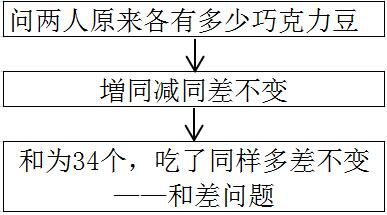 问两人原来各有多少巧克力豆
增同减同差不变
和为34个，吃了同样多差不变
——和差问题